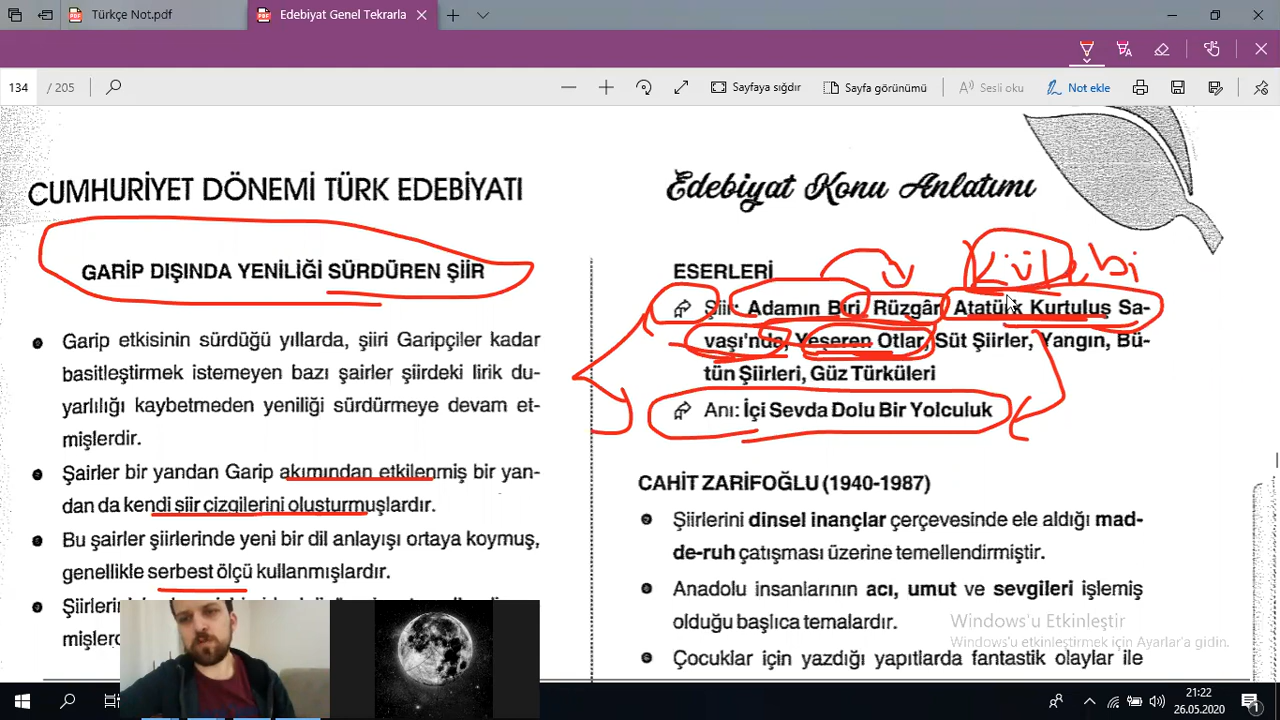 Türkçe Not.pdf
Edebiyat Genel Tekrarla
134 / 205
Sayfaya sığdır
Sayfa görünümü
Sesli oku
Not ekle
CUMHURİYET DÖNEMİ TÜRK EDEBİYATI
GARİP DIŞINDA YENİLİĞİ SÜRDÜREN ŞİİR
Garip etkisinin sürdüğü yıllarda, şiiri Garipçiler kadar
basitleştirmek istemeyen bazı şairler şiirdeki lirik du-
yarlılığı kaybetmeden yeniliği sürdürmeye devam et-
mişlerdir.
Şairler bir yandan Garip akımından etkilenmiş bir yan-
dan da kendi şiir çizgilerini oluşturmuşlardır.
Bu şairler şiirlerinde yeni bir dil anlayışı ortaya koymuş,
genellikle serbest ölçü kullanmışlardır.
Edebiyat Konu Anlatımı
Külebi
ESERLERİ
Şiir: Adamın Biri, Rüzgâr, Atatürk Kurtuluş Sa-
vaşı'nda, Yeşeren Otlar, Süt Şiirler, Yangın, Bü-
tün Şiirleri, Güz Türküleri
Anı: İçi Sevda Dolu Bir Yolculuk
CAHİT ZARİFOĞLU (1940-1987)
Şiirlerini dinsel inançlar çerçevesinde ele aldığı mad-
de-ruh çatışması üzerine temellendirmiştir.
Anadolu insanlarının acı, umut ve sevgileri işlemiş
olduğu başlıca temalardır.
Çocuklar için yazdığı yapıtlarda fantastik olaylar ile
Windows'u Etkinleştir
Windows'u etkinleştirmek için Ayarlar'a gidin.
21:22
26.05.2020